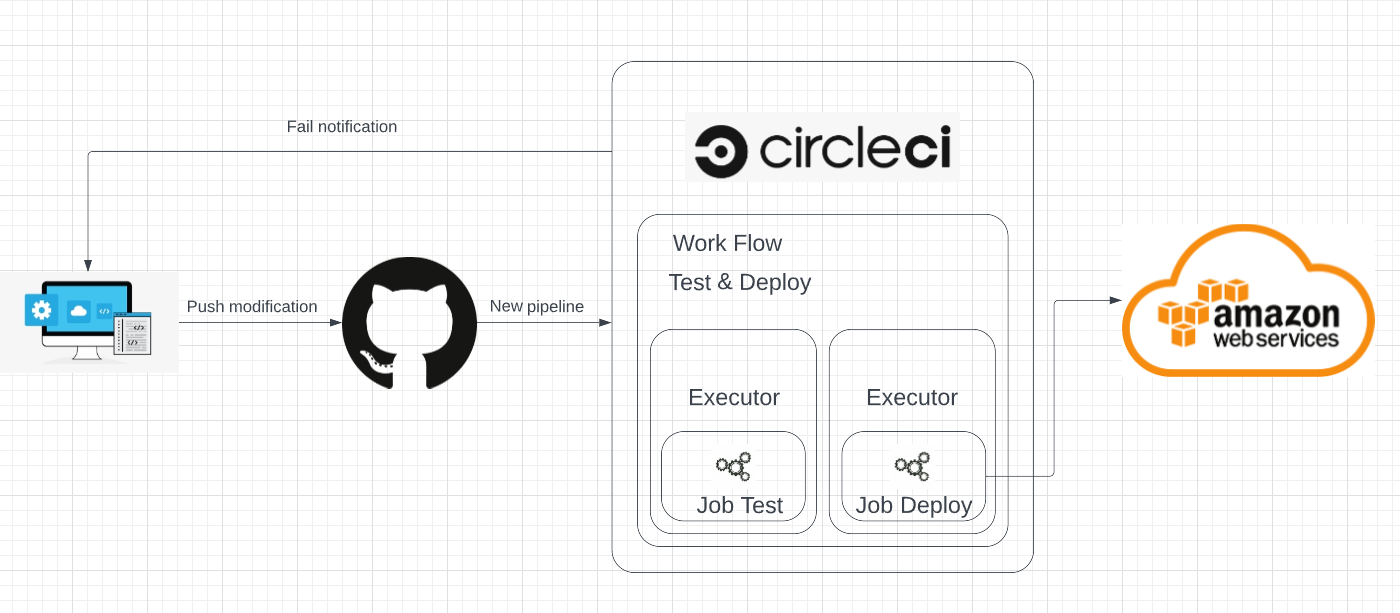 Fail notification
circleci
Work Flow
Test & Deploy
Push modification
New pipeline
amazon
web services
Executor
Executor
Job Test
Job Deploy